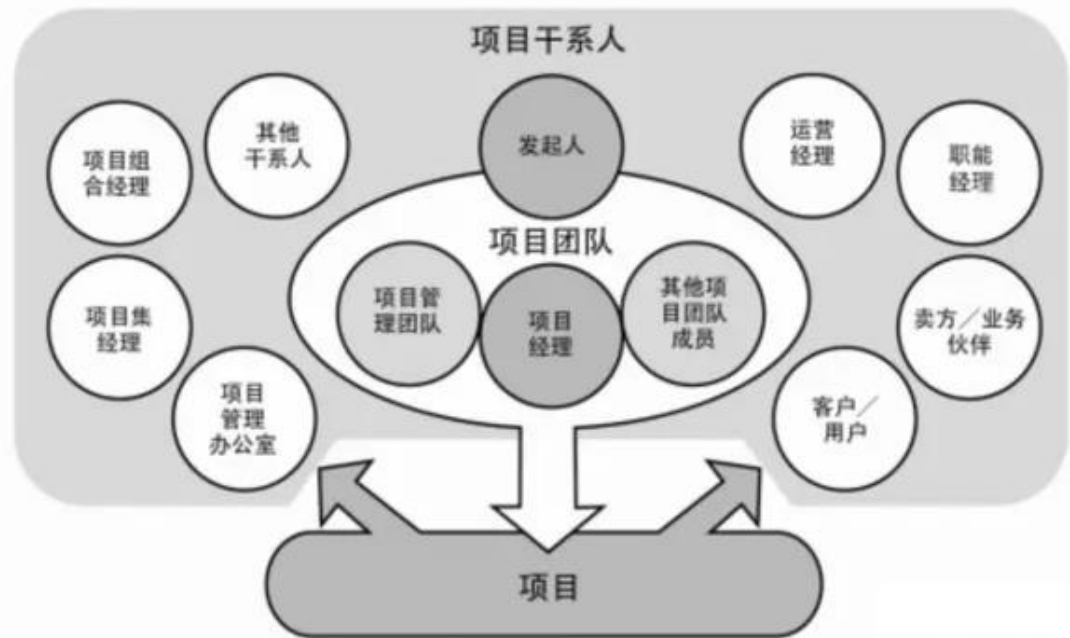 项目干系人
项目组
合经理
其他
干系人
发起人
运营
经理
职能
经理
项目团队
项目集
经理
项目管
理团队
项目
经理
其他项
目团队
成员
卖方／业务
伙伴
项目
管理
办公室
客户／
用户
项目